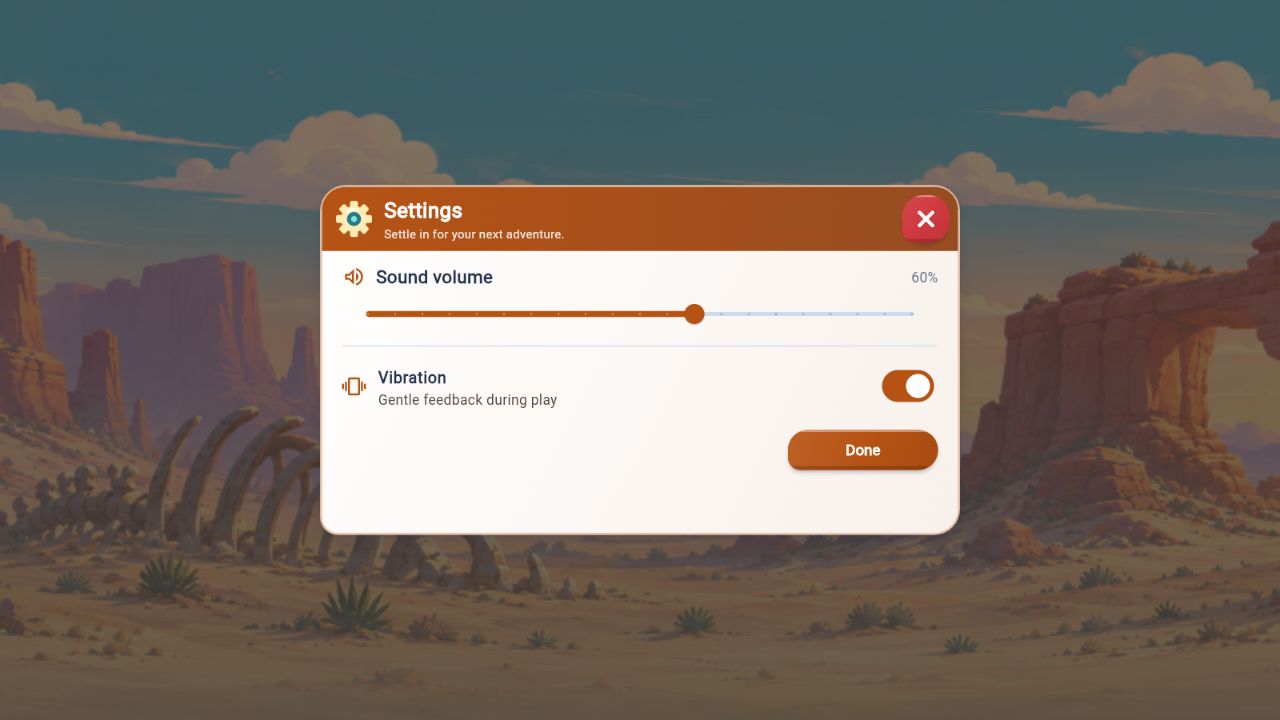 Settings
Settle in for your next adventure.
Sound volume
60%
Vibration
Gentle feedback during play
Done